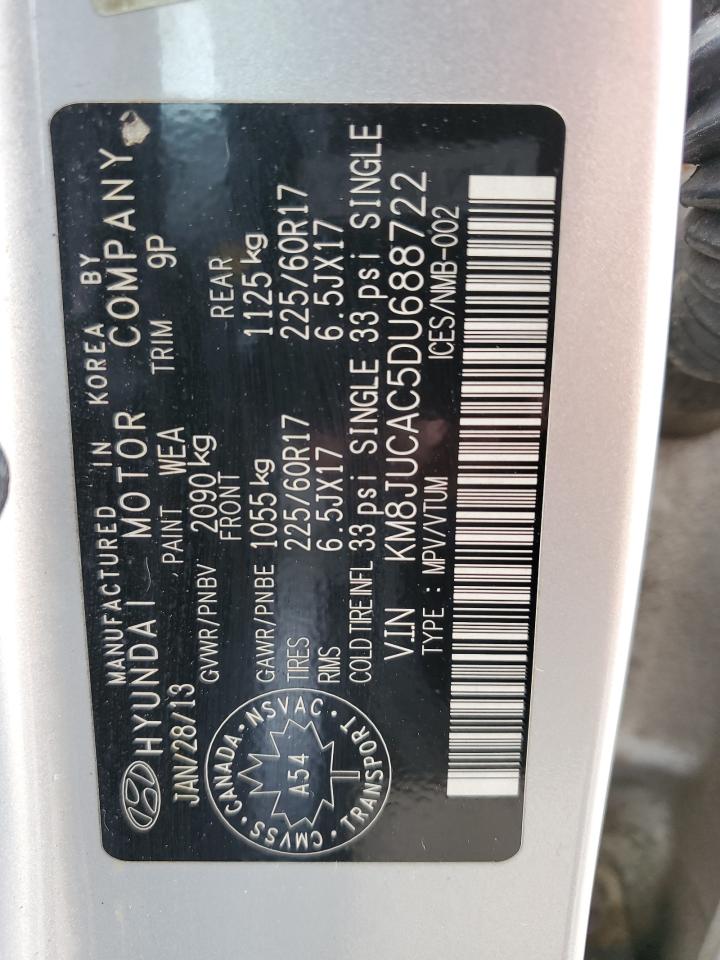 MANUFACTURED IN KOREA BY
HYUNDAI MOTOR COMPANY
JAN/28/13 PAINT WEA TRIM 9P
GVWR/PNBV 2090kg
FRONT REAR
GAWR/PNBE 1055kg 1125kg
TIRES 225/60R17 225/60R17
RIMS 6.5JX17 6.5JX17
COLD TIRE INFL 33 psi SINGLE 33 psi SINGLE
VIN KM8JUCAC5DU688722
TYPE : MPV/VTUM ICES/NMB-002
CANADA · NSVAC · TRANSPORT · CMVSS ·
A54